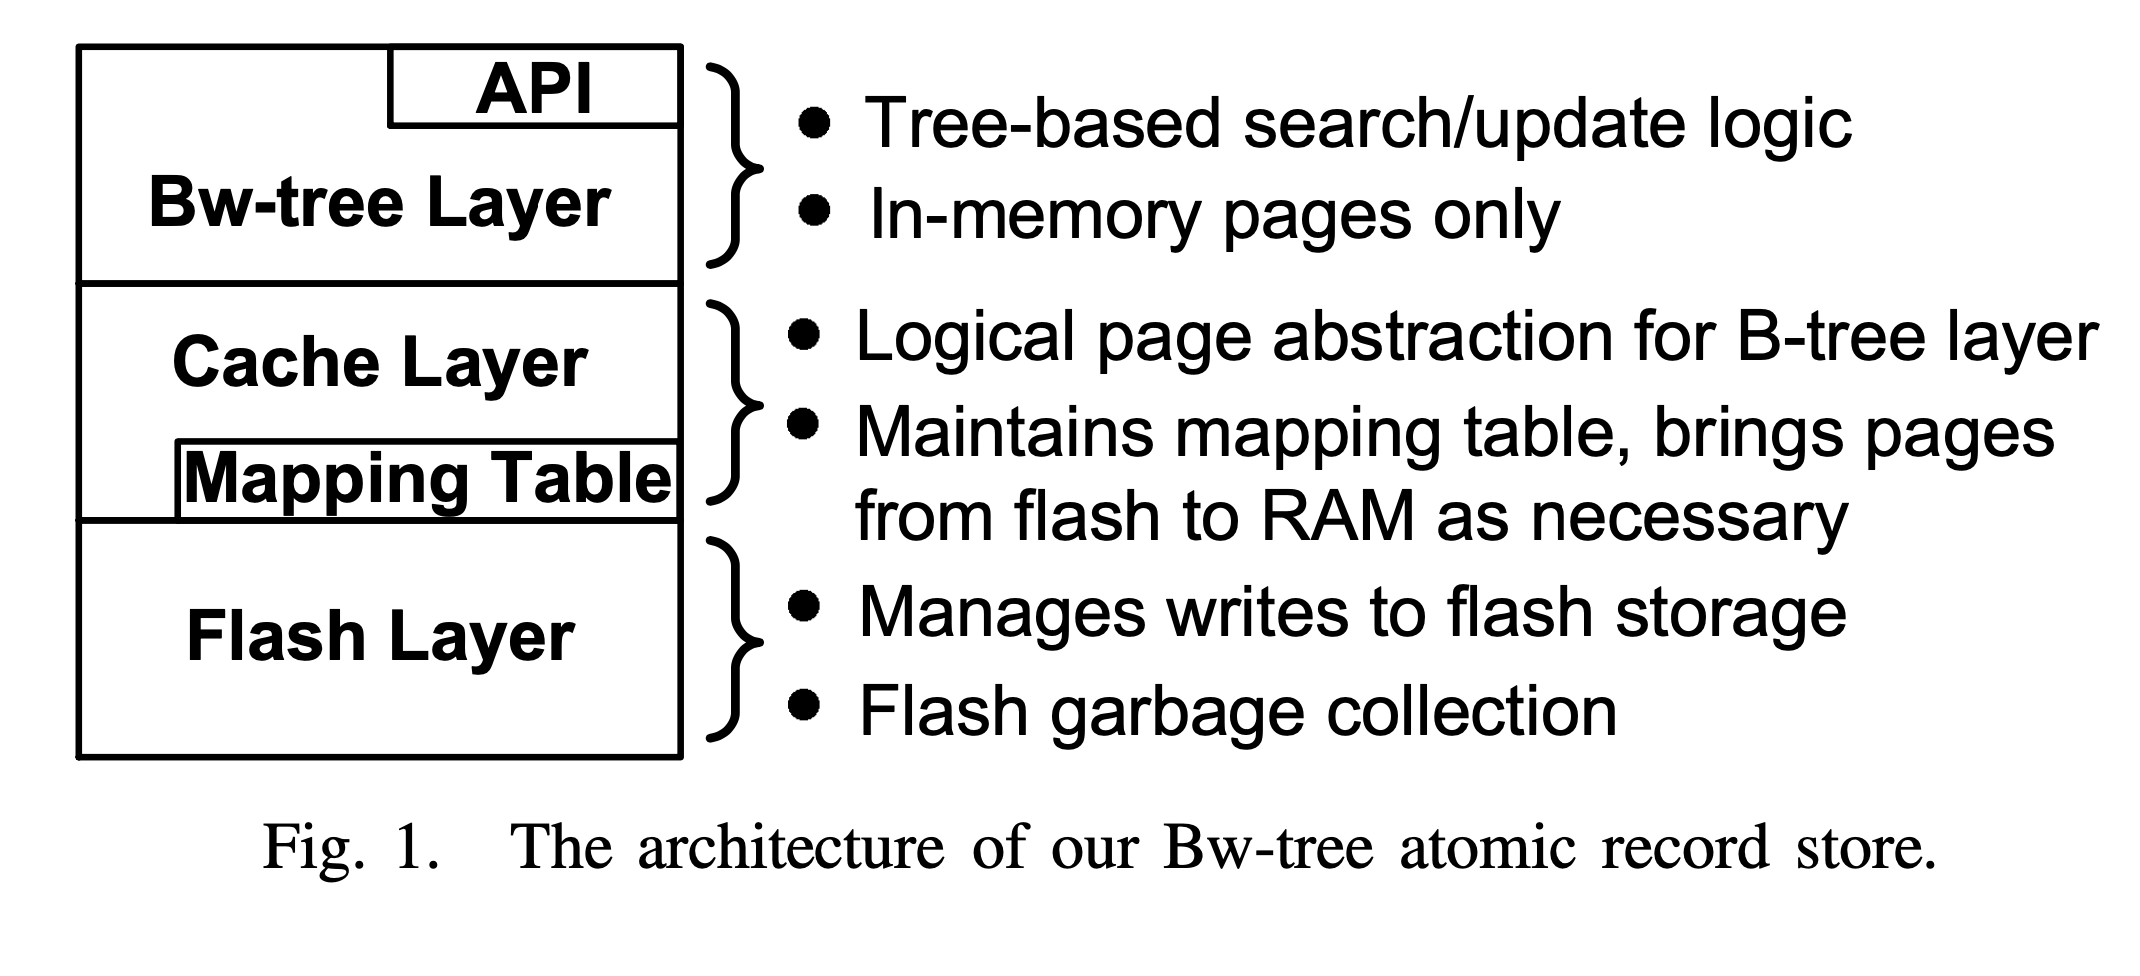 API
Bw-tree Layer
● Tree-based search/update logic
● In-memory pages only
Cache Layer
Mapping Table
● Logical page abstraction for B-tree layer
● Maintains mapping table, brings pages
from flash to RAM as necessary
Flash Layer
● Manages writes to flash storage
● Flash garbage collection
Fig. 1. The architecture of our Bw-tree atomic record store.